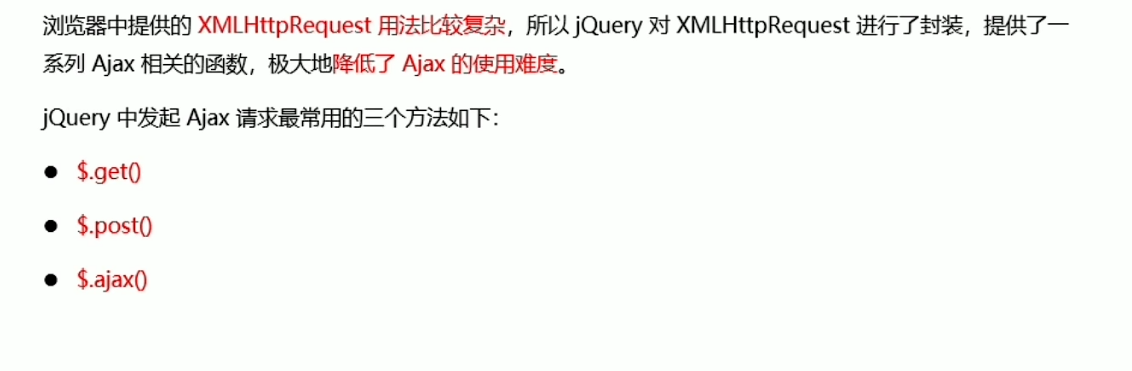 浏览器中提供的 XMLHttpRequest 用法比较复杂，所以 jQuery 对 XMLHttpRequest 进行了封装，提供了一
系列 Ajax 相关的函数，极大地降低了 Ajax 的使用难度。
jQuery 中发起 Ajax 请求最常用的三个方法如下：
● $.get()
● $.post()
● $.ajax()